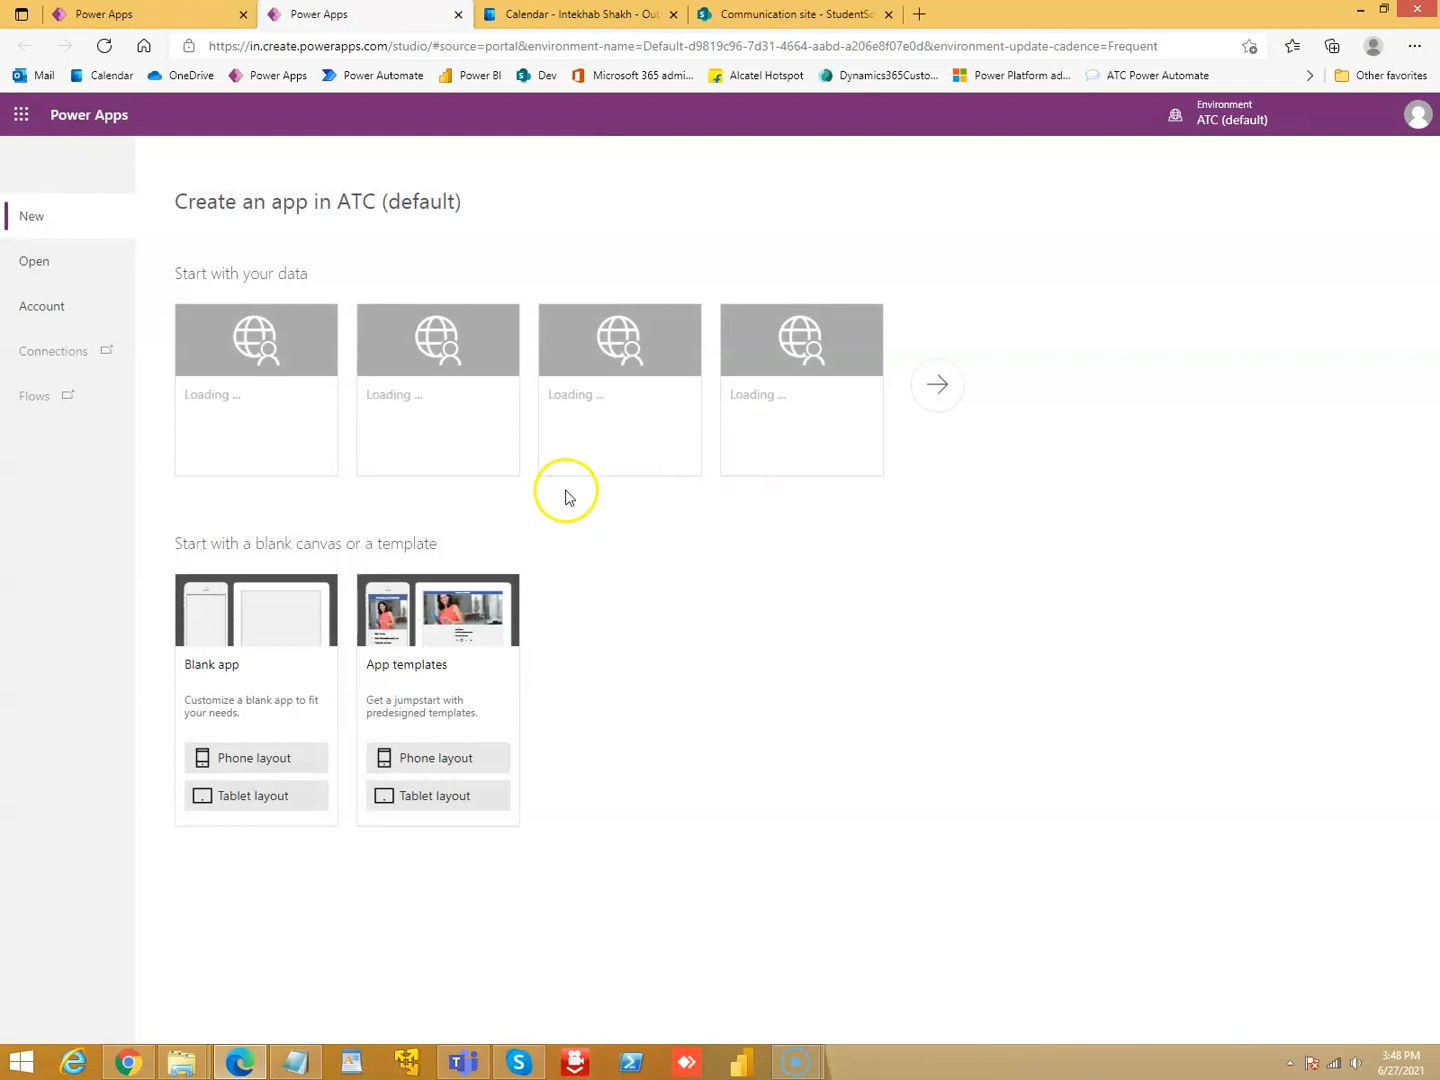 Power Apps
Power Apps
Calendar - Intekhab Shakh - Out
Communication site - StudentSc
https://in.create.powerapps.com/studio/#source=portal&environment-name=Default-d9819c96-7d31-4664-aabd-a206e8f07e0d&environment-update-cadence=Frequent
Mail
Calendar
OneDrive
Power Apps
Power Automate
Power BI
Dev
Microsoft 365 admi...
Alcatel Hotspot
Dynamics365Custo...
Power Platform ad...
ATC Power Automate
Other favorites
Power Apps
Environment
ATC (default)
New
Open
Account
Connections
Flows
Create an app in ATC (default)
Start with your data
Loading ...
Loading ...
Loading ...
Loading ...
Start with a blank canvas or a template
Blank app
Customize a blank app to fit
your needs.
Phone layout
Tablet layout
App templates
Get a jumpstart with
predesigned templates.
Phone layout
Tablet layout
3:48 PM
6/27/2021